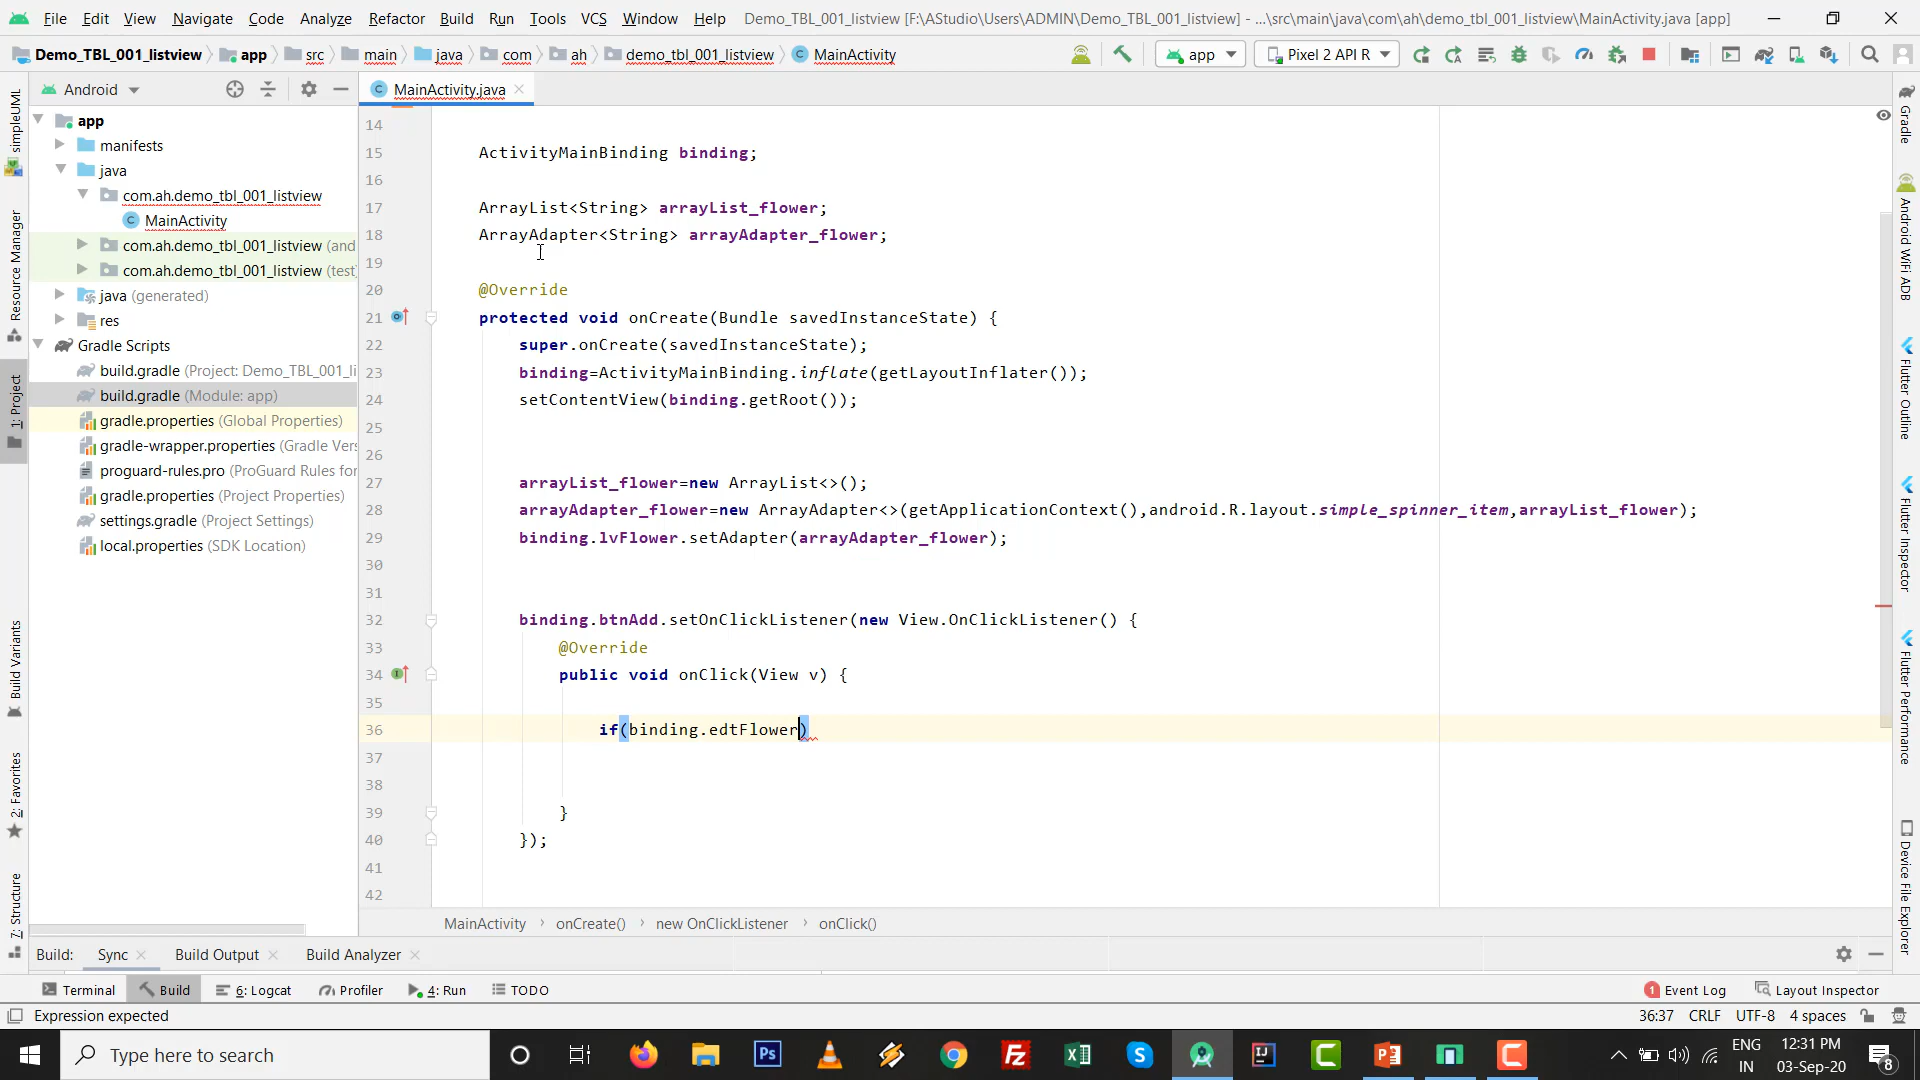 File Edit View Navigate Code Analyze Refactor Build Run Tools VCS Window Help Demo_TBL_001_listview [F:\AStudio\Users\ADMIN\Demo_TBL_001_listview] - ...\src\main\java\com\ah\demo_tbl_001_listview\MainActivity.java [app]
Demo_TBL_001_listview app src main java com ah demo_tbl_001_listview MainActivity app Pixel 2 API R
Android MainActivity.java
app
manifests
java
com.ah.demo_tbl_001_listview
MainActivity
com.ah.demo_tbl_001_listview (and
com.ah.demo_tbl_001_listview (test)
java (generated)
res
Gradle Scripts
build.gradle (Project: Demo_TBL_001_li
build.gradle (Module: app)
gradle.properties (Global Properties)
gradle-wrapper.properties (Gradle Vers
proguard-rules.pro (ProGuard Rules for
gradle.properties (Project Properties)
settings.gradle (Project Settings)
local.properties (SDK Location)
simpleUML
Resource Manager
1: Project
Build Variants
2: Favorites
7: Structure
14
15 ActivityMainBinding binding;
16
17 ArrayList<String> arrayList_flower;
18 ArrayAdapter<String> arrayAdapter_flower;
19
20 @Override
21 protected void onCreate(Bundle savedInstanceState) {
22 super.onCreate(savedInstanceState);
23 binding=ActivityMainBinding.inflate(getLayoutInflater());
24 setContentView(binding.getRoot());
25
26
27 arrayList_flower=new ArrayList<>();
28 arrayAdapter_flower=new ArrayAdapter<>(getApplicationContext(),android.R.layout.simple_spinner_item,arrayList_flower);
29 binding.lvFlower.setAdapter(arrayAdapter_flower);
30
31
32 binding.btnAdd.setOnClickListener(new View.OnClickListener() {
33 @Override
34 public void onClick(View v) {
35
36 if(binding.edtFlower)
37
38
39 }
40 });
41
42
Gradle
Android WiFi ADB
Flutter Outline
Flutter Inspector
Flutter Performance
Device File Explorer
MainActivity onCreate() new OnClickListener onClick()
Build: Sync Build Output Build Analyzer
Terminal Build 6: Logcat Profiler 4: Run TODO 1 Event Log Layout Inspector
Expression expected 36:37 CRLF UTF-8 4 spaces
Type here to search ENG IN 12:31 PM 03-Sep-20 8